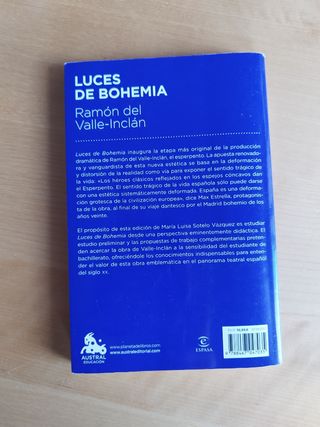 LUCES
DE BOHEMIA
Ramón del
Valle-Inclán
Luces de Bohemia inaugura la etapa más original de la producción
dramática de Ramón del Valle-Inclán, el esperpento. La apuesta renovado-
ra y vanguardista de esta nueva estética se basa en la deformación
y distorsión de la realidad como vía para exponer el sentido trágico de
la vida: «Los héroes clásicos reflejados en los espejos cóncavos dan
el Esperpento. El sentido trágico de la vida española sólo puede darse
con una estética sistemáticamente deformada. España es una deforma-
ción grotesca de la civilización europea», dice Max Estrella, protagonista
de la obra, al final de su viaje dantesco por el Madrid bohemio de los
años veinte.
El propósito de esta edición de María Luisa Sotelo Vázquez es estudiar
Luces de Bohemia desde una perspectiva eminentemente didáctica. El
estudio preliminar y las propuestas de trabajo complementarias preten-
den acercar la obra de Valle-Inclán a la sensibilidad del estudiante de
bachillerato, ofreciéndole los conocimientos indispensables para enten-
der el valor de esta obra emblemática en el panorama teatral español
del siglo XX.
AUSTRAL
EDUCACIÓN
www.planetadelibros.com
www.australeditorial.com
ESPASA
9788467047035